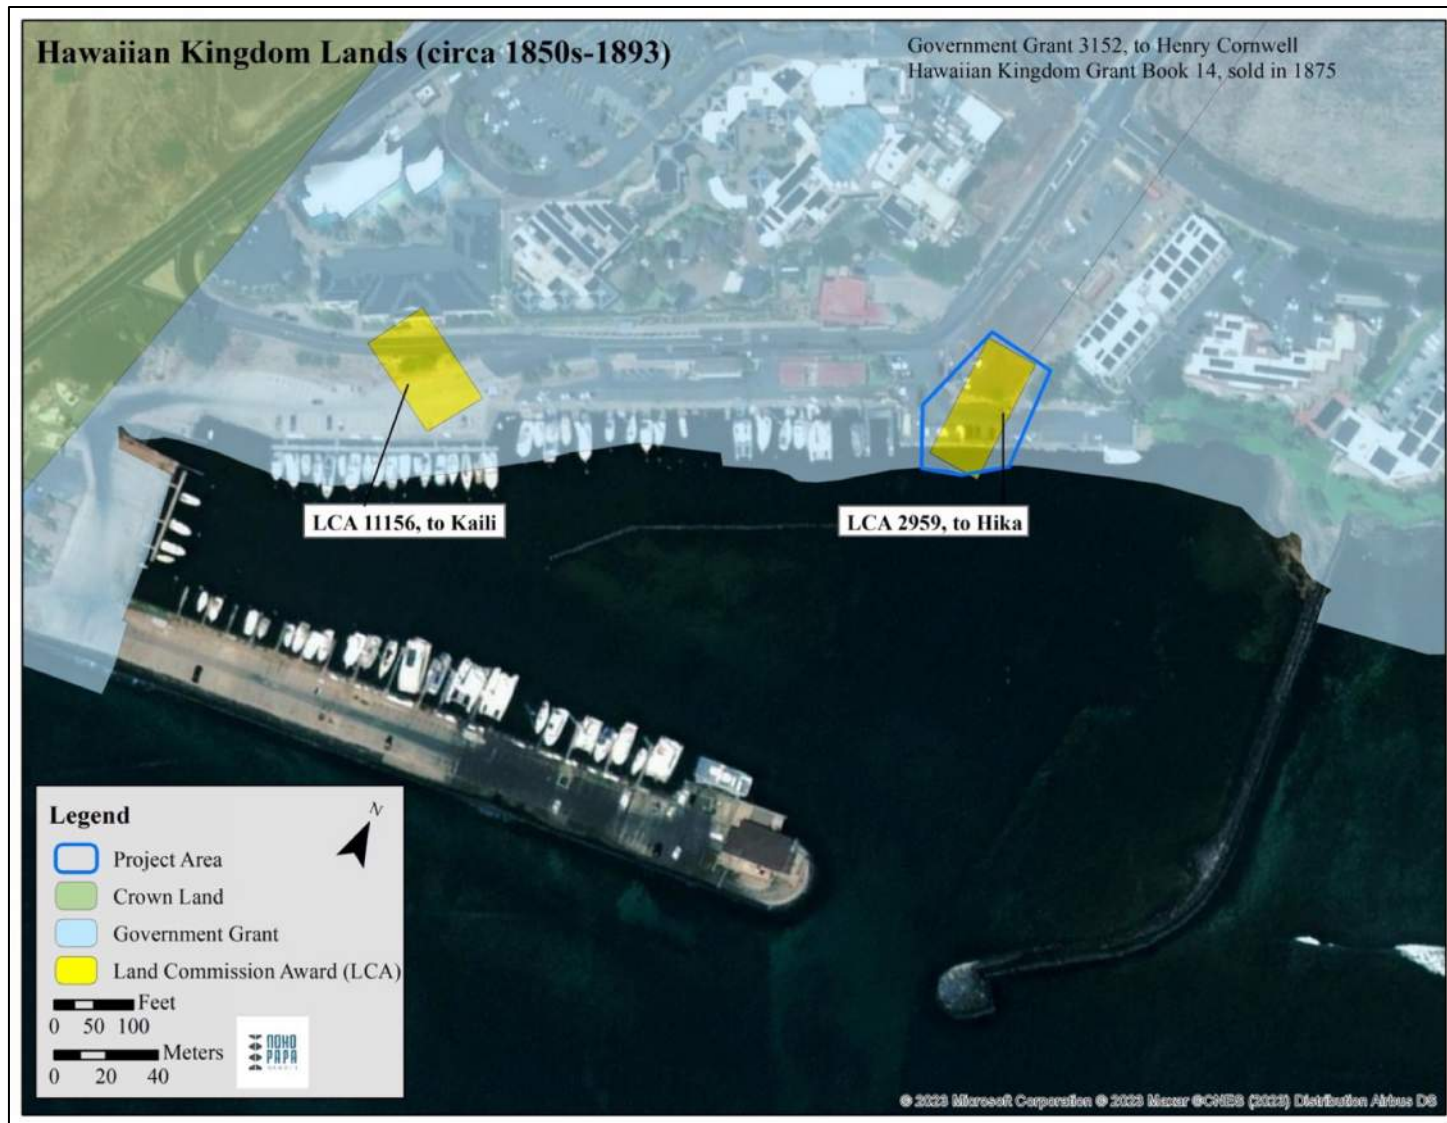 Hawaiian Kingdom Lands (circa 1850s-1893)
Government Grant 3152, to Henry Cornwell
Hawaiian Kingdom Grant Book 14, sold in 1875
LCA 11156, to Kaili
LCA 2959, to Hika
Legend
N
Project Area
Crown Land
Government Grant
Land Commission Award (LCA)
Feet
0 50 100
Meters
0 20 40
NOHO
PAPA
HAWAI'I
© 2023 Microsoft Corporation © 2023 Maxar ©CNES (2023) Distribution Airbus DS